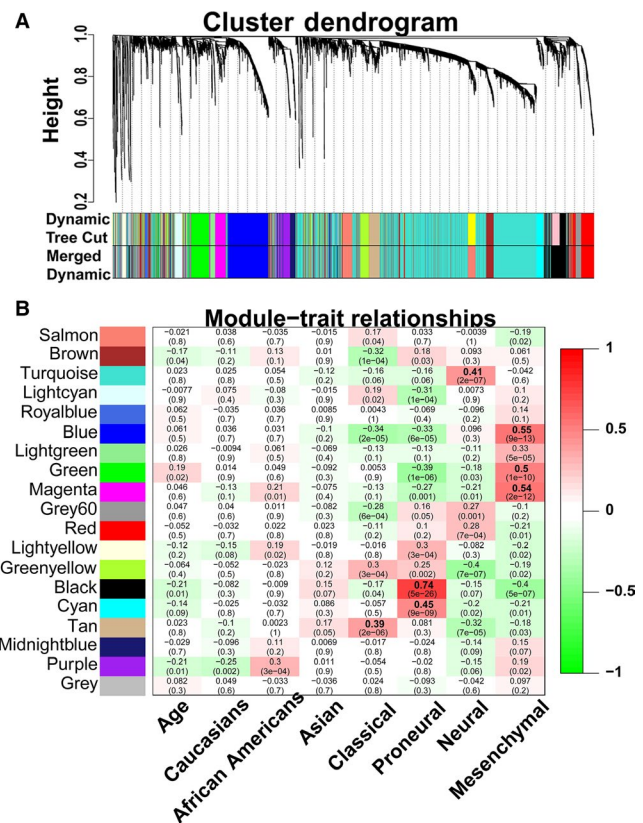 A
Cluster dendrogram
Height
1.0
0.8
0.6
0.4
0.2
Dynamic
Tree Cut
Merged
Dynamic
B
Module−trait relationships
Salmon −0.021 0.038 −0.035 −0.015 0.17 0.033 −0.0039 −0.19
(0.8) (0.6) (0.7) (0.9) (0.04) (0.7) (1) (0.02)
Brown −0.17 −0.11 0.13 0.01 −0.32 0.18 0.093 0.061
(0.04) (0.2) (0.1) (0.9) (1e−04) (0.03) (0.3) (0.5)
Turquoise 0.023 0.025 0.054 −0.12 −0.16 −0.16 0.41 −0.042
(0.8) (0.8) (0.5) (0.2) (0.06) (0.06) (2e−07) (0.6)
Lightcyan −0.0077 0.075 −0.08 −0.015 0.19 −0.31 0.0073 0.1
(0.9) (0.4) (0.3) (0.9) (0.02) (1e−04) (0.9) (0.2)
Royalblue 0.062 −0.035 0.036 0.0085 0.0043 −0.069 −0.096 0.14
(0.5) (0.7) (0.7) (0.9) (1) (0.4) (0.2) (0.1)
Blue 0.061 0.036 0.031 −0.1 −0.34 −0.33 0.096 0.55
(0.5) (0.7) (0.7) (0.2) (2e−05) (6e−05) (0.3) (9e−13)
Lightgreen 0.026 −0.0094 0.061 −0.069 −0.13 −0.13 −0.11 0.33
(0.8) (0.9) (0.5) (0.4) (0.1) (0.1) (0.2) (5e−05)
Green 0.19 0.014 0.049 −0.092 0.0053 −0.39 −0.18 0.5
(0.02) (0.9) (0.6) (0.3) (0.9) (1e−06) (0.03) (1e−10)
Magenta 0.046 −0.13 0.21 −0.075 −0.13 −0.27 −0.21 0.54
(0.6) (0.1) (0.01) (0.4) (0.1) (0.001) (0.01) (2e−12)
Grey60 0.047 0.04 0.011 −0.052 −0.28 0.16 0.27 −0.1
(0.6) (0.6) (0.9) (0.5) (6e−04) (0.05) (0.001) (0.2)
Red −0.052 −0.032 0.022 0.023 −0.11 0.1 0.28 −0.21
(0.5) (0.7) (0.8) (0.8) (0.2) (0.2) (7e−04) (0.01)
Lightyellow −0.12 −0.15 0.19 −0.019 −0.016 0.3 −0.082 −0.2
(0.2) (0.08) (0.02) (0.8) (0.8) (3e−04) (0.3) (0.02)
Greenyellow −0.064 −0.052 −0.023 0.12 0.3 0.25 −0.4 −0.19
(0.4) (0.5) (0.8) (0.2) (3e−04) (0.002) (7e−07) (0.02)
Black −0.21 −0.082 −0.009 0.15 −0.17 0.74 −0.15 −0.4
(0.01) (0.3) (0.9) (0.07) (0.04) (5e−26) (0.07) (5e−07)
Cyan −0.14 −0.025 −0.032 0.086 −0.057 0.45 −0.2 −0.21
(0.09) (0.8) (0.7) (0.3) (0.5) (9e−09) (0.02) (0.01)
Tan 0.023 −0.1 0.0023 0.17 0.39 0.081 −0.32 −0.18
(0.8) (0.2) (1) (0.05) (2e−06) (0.3) (7e−05) (0.03)
Midnightblue −0.029 −0.096 0.11 0.0069 −0.017 −0.024 −0.14 0.15
(0.7) (0.2) (0.2) (0.9) (0.8) (0.8) (0.09) (0.07)
Purple −0.21 −0.25 0.3 0.011 −0.054 −0.02 −0.15 0.19
(0.01) (0.002) (3e−04) (0.9) (0.5) (0.8) (0.06) (0.02)
Grey 0.082 0.049 −0.033 −0.036 0.024 −0.093 −0.042 0.097
(0.3) (0.6) (0.7) (0.7) (0.8) (0.3) (0.6) (0.2)
Age
Caucasians
African Americans
Asian
Classical
Proneural
Neural
Mesenchymal
1
0.5
0
−0.5
−1